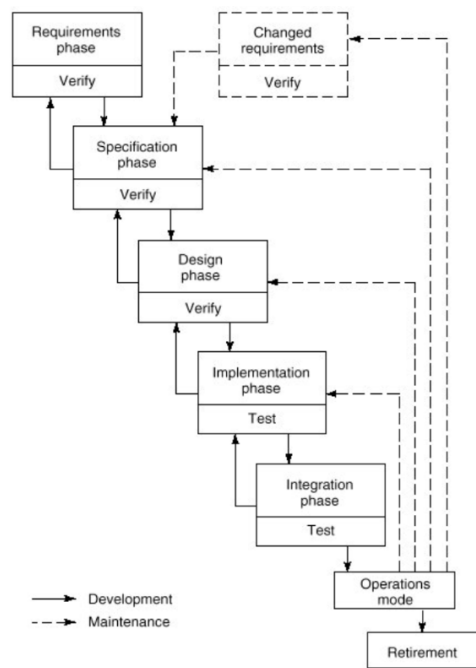 Requirements
phase
Verify
Changed
requirements
Verify
Specification
phase
Verify
Design
phase
Verify
Implementation
phase
Test
Integration
phase
Test
Operations
mode
Development
Maintenance
Retirement